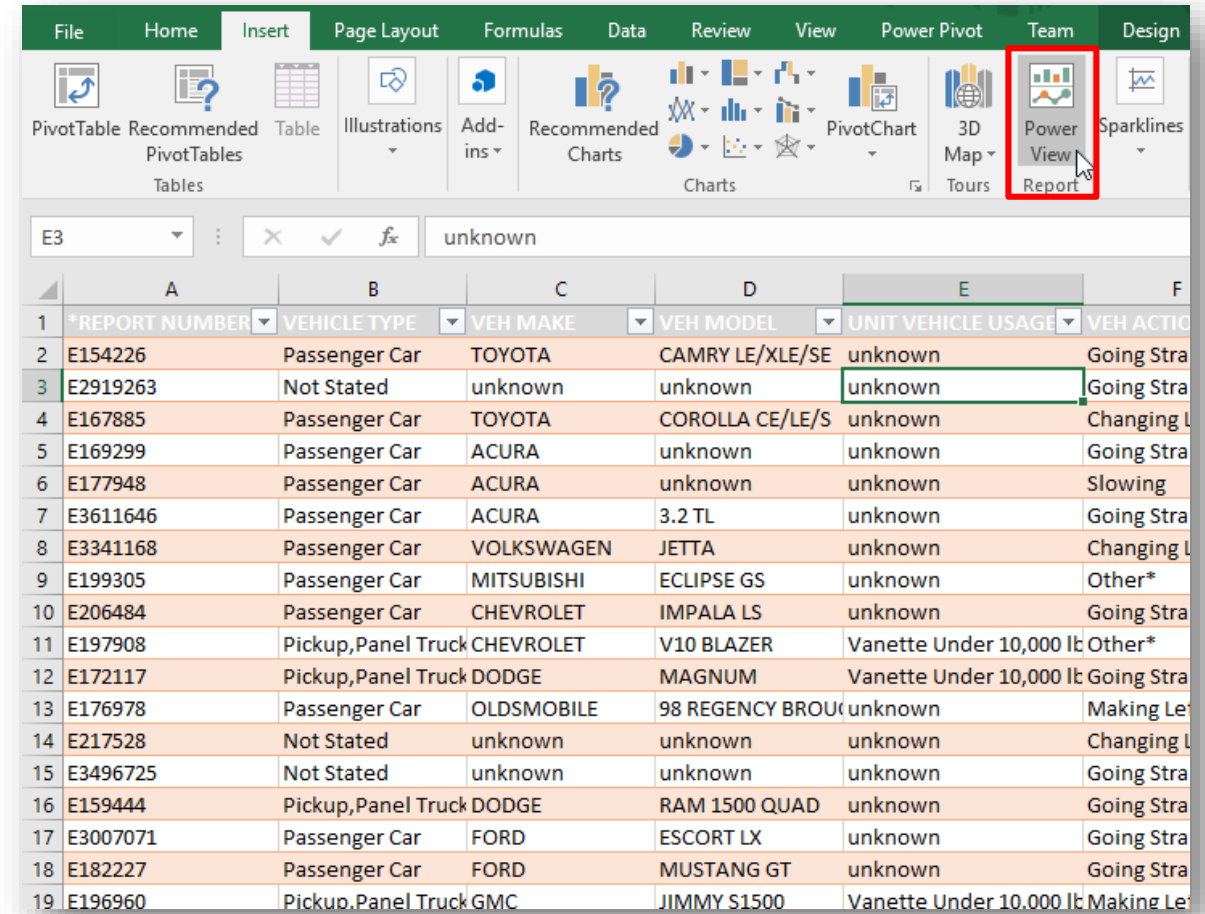 File Home Insert Page Layout Formulas Data Review View Power Pivot Team Design
PivotTable Recommended PivotTables Table Illustrations Add-ins Recommended Charts PivotChart 3D Map Power View Sparklines
Tables Charts Tours Report
E3 fx unknown
A B C D E F
1 *REPORT NUMBER VEHICLE TYPE VEH MAKE VEH MODEL UNIT VEHICLE USAGE VEH ACTIO
2 E154226 Passenger Car TOYOTA CAMRY LE/XLE/SE unknown Going Stra
3 E2919263 Not Stated unknown unknown unknown Going Stra
4 E167885 Passenger Car TOYOTA COROLLA CE/LE/S unknown Changing L
5 E169299 Passenger Car ACURA unknown unknown Going Stra
6 E177948 Passenger Car ACURA unknown unknown Slowing
7 E3611646 Passenger Car ACURA 3.2 TL unknown Going Stra
8 E3341168 Passenger Car VOLKSWAGEN JETTA unknown Changing L
9 E199305 Passenger Car MITSUBISHI ECLIPSE GS unknown Other*
10 E206484 Passenger Car CHEVROLET IMPALA LS unknown Going Stra
11 E197908 Pickup,Panel Truck CHEVROLET V10 BLAZER Vanette Under 10,000 lb Other*
12 E172117 Pickup,Panel Truck DODGE MAGNUM Vanette Under 10,000 lb Going Stra
13 E176978 Passenger Car OLDSMOBILE 98 REGENCY BROUG unknown Making Lef
14 E217528 Not Stated unknown unknown unknown Changing L
15 E3496725 Not Stated unknown unknown unknown Going Stra
16 E159444 Pickup,Panel Truck DODGE RAM 1500 QUAD unknown Going Stra
17 E3007071 Passenger Car FORD ESCORT LX unknown Going Stra
18 E182227 Passenger Car FORD MUSTANG GT unknown Going Stra
19 E196960 Pickup,Panel Truck GMC JIMMY S1500 Vanette Under 10,000 lb Making Lef